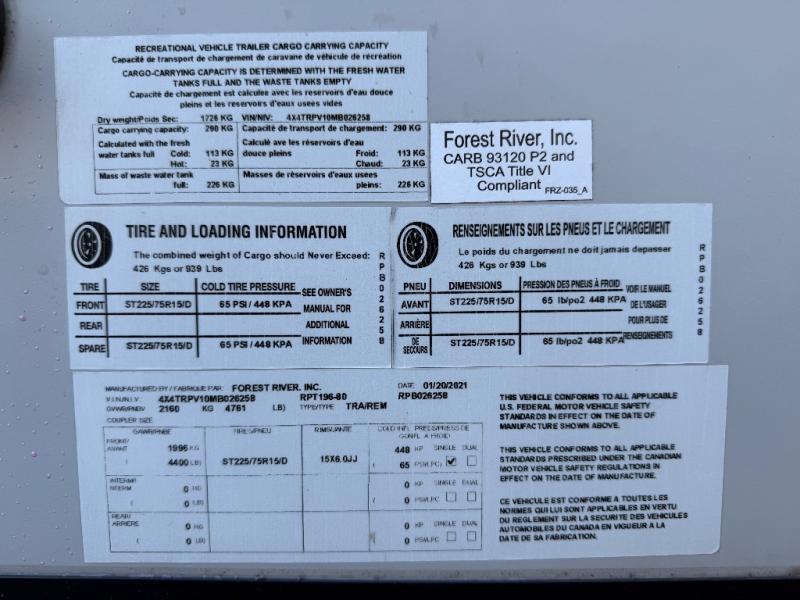 RECREATIONAL VEHICLE TRAILER CARGO CARRYING CAPACITY
Capacité de transport de chargement de caravane de véhicule de récréation
CARGO-CARRYING CAPACITY IS DETERMINED WITH THE FRESH WATER
TANKS FULL AND THE WASTE TANKS EMPTY
Capacité de chargement est calculee avec les reservoirs d'eau douce
pleins et les reservoirs d'eaux usees vides
Dry weight/Poids Sec: 1726 KG VIN/NIV: 4X4TRPV10MB026258
Cargo carrying capacity: 290 KG Capacité de transport de chargement: 290 KG
Calculated with the fresh Calculé ave les réservoirs d'eau
water tanks full Cold: 113 KG douce pleins Froid: 113 KG
Hot: 23 KG Chaud: 23 KG
Mass of waste water tank Masses de réservoirs d'eaux usees
full: 226 KG pleins: 226 KG
Forest River, Inc.
CARB 93120 P2 and
TSCA Title VI
Compliant
FRZ-035_A
TIRE AND LOADING INFORMATION
The combined weight of Cargo should Never Exceed:
426 Kgs or 939 Lbs
TIRE SIZE COLD TIRE PRESSURE SEE OWNER'S
FRONT ST225/75R15/D 65 PSI / 448 KPA MANUAL FOR
REAR ADDITIONAL
SPARE ST225/75R15/D 65 PSI / 448 KPA INFORMATION
RPB026258
RENSEIGNEMENTS SUR LES PNEUS ET LE CHARGEMENT
Le poids du chargement ne doit jamais depasser
426 Kgs or 939 Lbs
PNEU DIMENSIONS PRESSION DES PNEUS À FROID VOIR LE MANUEL
AVANT ST225/75R15/D 65 lb/po2 448 KPA DE L'USAGER
ARRIÈRE POUR PLUS DE
DE SECOURS ST225/75R15/D 65 lb/po2 448 KPA RENSEIGNEMENTS
RPB026258
MANUFACTURED BY / FABRIQUE PAR: FOREST RIVER, INC. DATE: 01/20/2021
V.I.N./N.I.V. 4X4TRPV10MB026258 RPT196-80 RPB026258
GVWR/PNBV 2160 KG 4761 LB) TYPE/TYPE TRA/REM
COUPLER SIZE
GAWR/PNBE TIRES/PNEU RIMS/JANTE COLD INFL PRES/PRESS DE
GONFL A FROID
FRONT/
AVANT 1996 KG 448 KP SINGLE DUAL
( 4400 LB) ST225/75R15/D 15X6.0JJ ( 65 PSI/LPC)
INTERM/
INTERM 0 KG 0 KP SINGLE DUAL
( 0 LB) ( 0 PSI/LPC
REAR/
ARRIÈRE 0 KG 0 KP SINGLE DUAL
( 0 LB) ( 0 PSI/LPC
THIS VEHICLE CONFORMS TO ALL APPLICABLE
U.S. FEDERAL MOTOR VEHICLE SAFETY
STANDARDS IN EFFECT ON THE DATE OF
MANUFACTURE SHOWN ABOVE.
THIS VEHICLE CONFORMS TO ALL APPLICABLE
STANDARDS PRESCRIBED UNDER THE CANADIAN
MOTOR VEHICLE SAFETY REGULATIONS IN
EFFECT ON THE DATE OF MANUFACTURE.
CE VEHICULE EST CONFORME A TOUTES LES
NORMES QUI LUI SONT APPLICABLES EN VERTU
DU REGLEMENT SUR LA SECURITE DES VEHICULES
AUTOMOBILES DU CANADA EN VIGUEUR A LA
DATE DE SA FABRICATION.